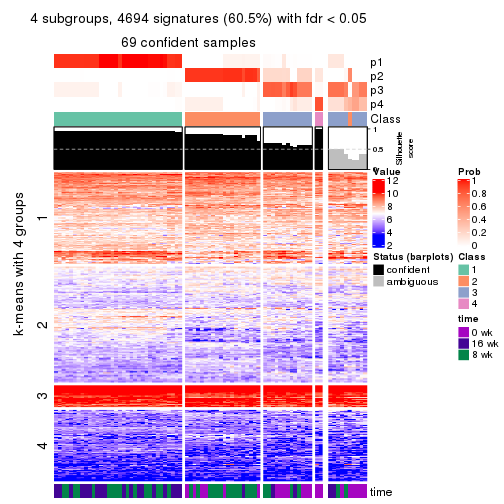 4 subgroups, 4694 signatures (60.5%) with fdr < 0.05
69 confident samples
p1
p2
p3
p4
Class
1
0.5
0
Silhouette
score
k-means with 4 groups
1
2
3
4
time
Value
12
10
8
6
4
2
Prob
1
0.8
0.6
0.4
0.2
0
Status (barplots)
confident
ambiguous
Class
1
2
3
4
time
0 wk
16 wk
8 wk